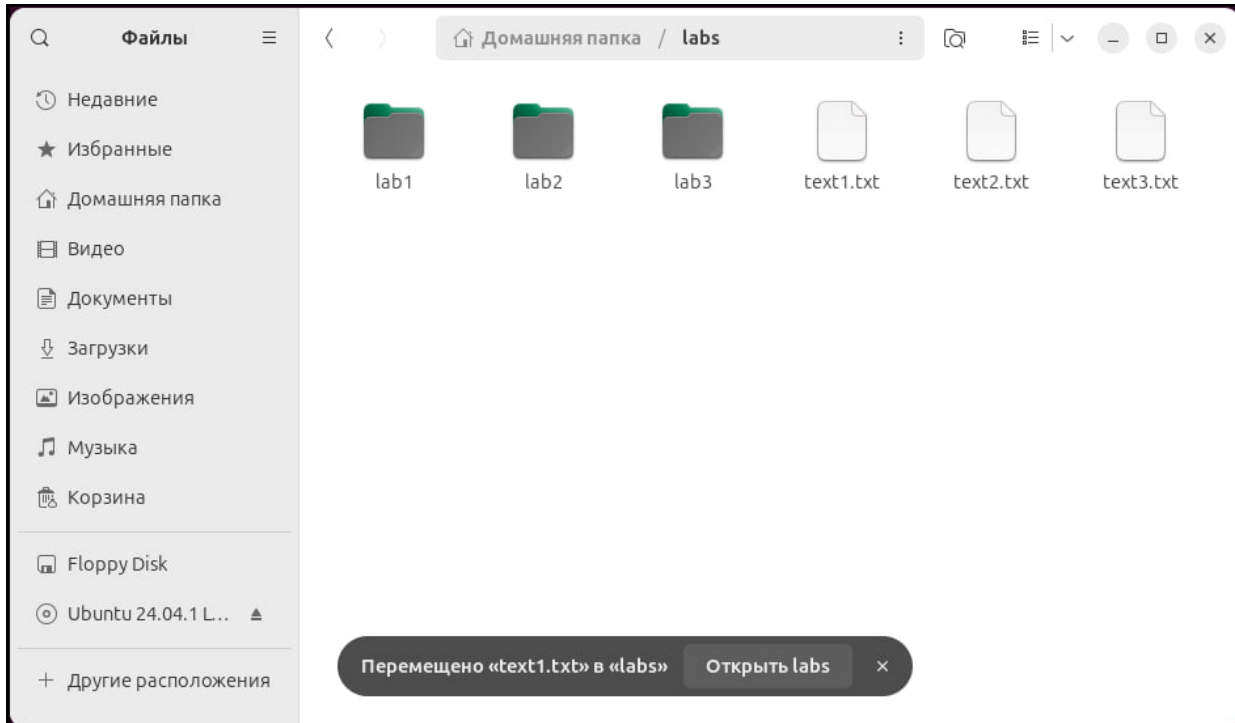 Файлы
Домашняя папка / labs
Недавние
Избранные
Домашняя папка
Видео
Документы
Загрузки
Изображения
Музыка
Корзина
Floppy Disk
Ubuntu 24.04.1 L...
+ Другие расположения
lab1
lab2
lab3
text1.txt
text2.txt
text3.txt
Перемещено «text1.txt» в «labs»
Открыть labs